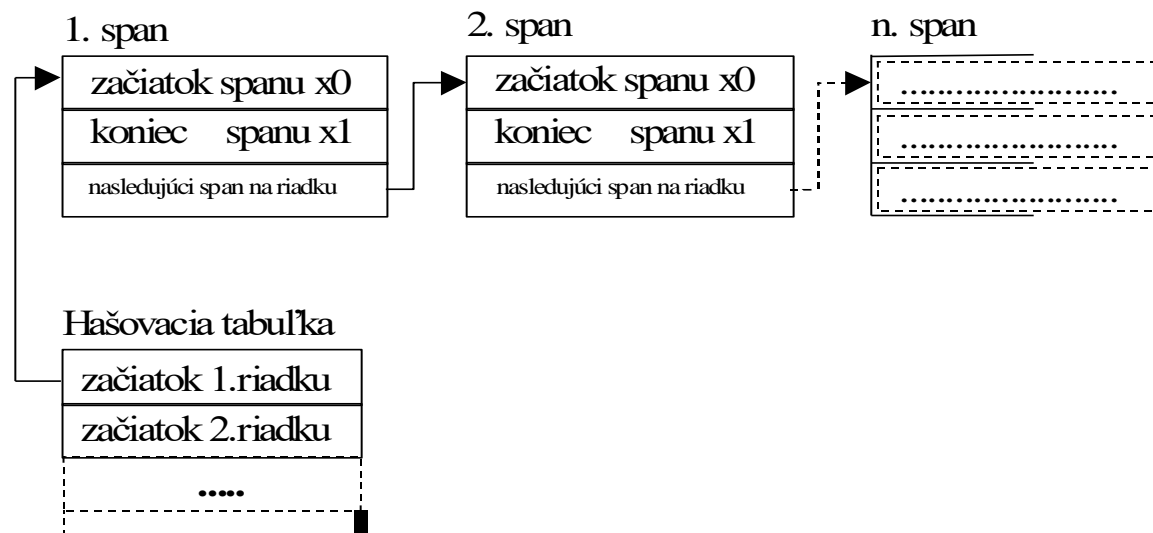 1. span
začiatok spanu x0
koniec spanu x1
nasledujúci span na riadku
2. span
začiatok spanu x0
koniec spanu x1
nasledujúci span na riadku
n. span
........................
........................
........................
Hašovacia tabuľka
začiatok 1.riadku
začiatok 2.riadku
.....